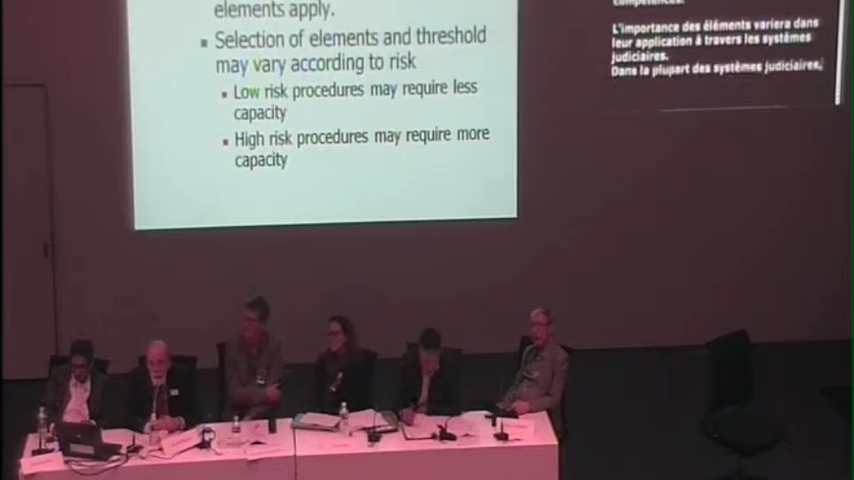 elements apply.
▪ Selection of elements and threshold
may vary according to risk
▪ Low risk procedures may require less
capacity
▪ High risk procedures may require more
capacity
compétences.
L'importance des éléments variera dans
leur application à travers les systèmes
judiciaires.
Dans la plupart des systèmes judiciaires,